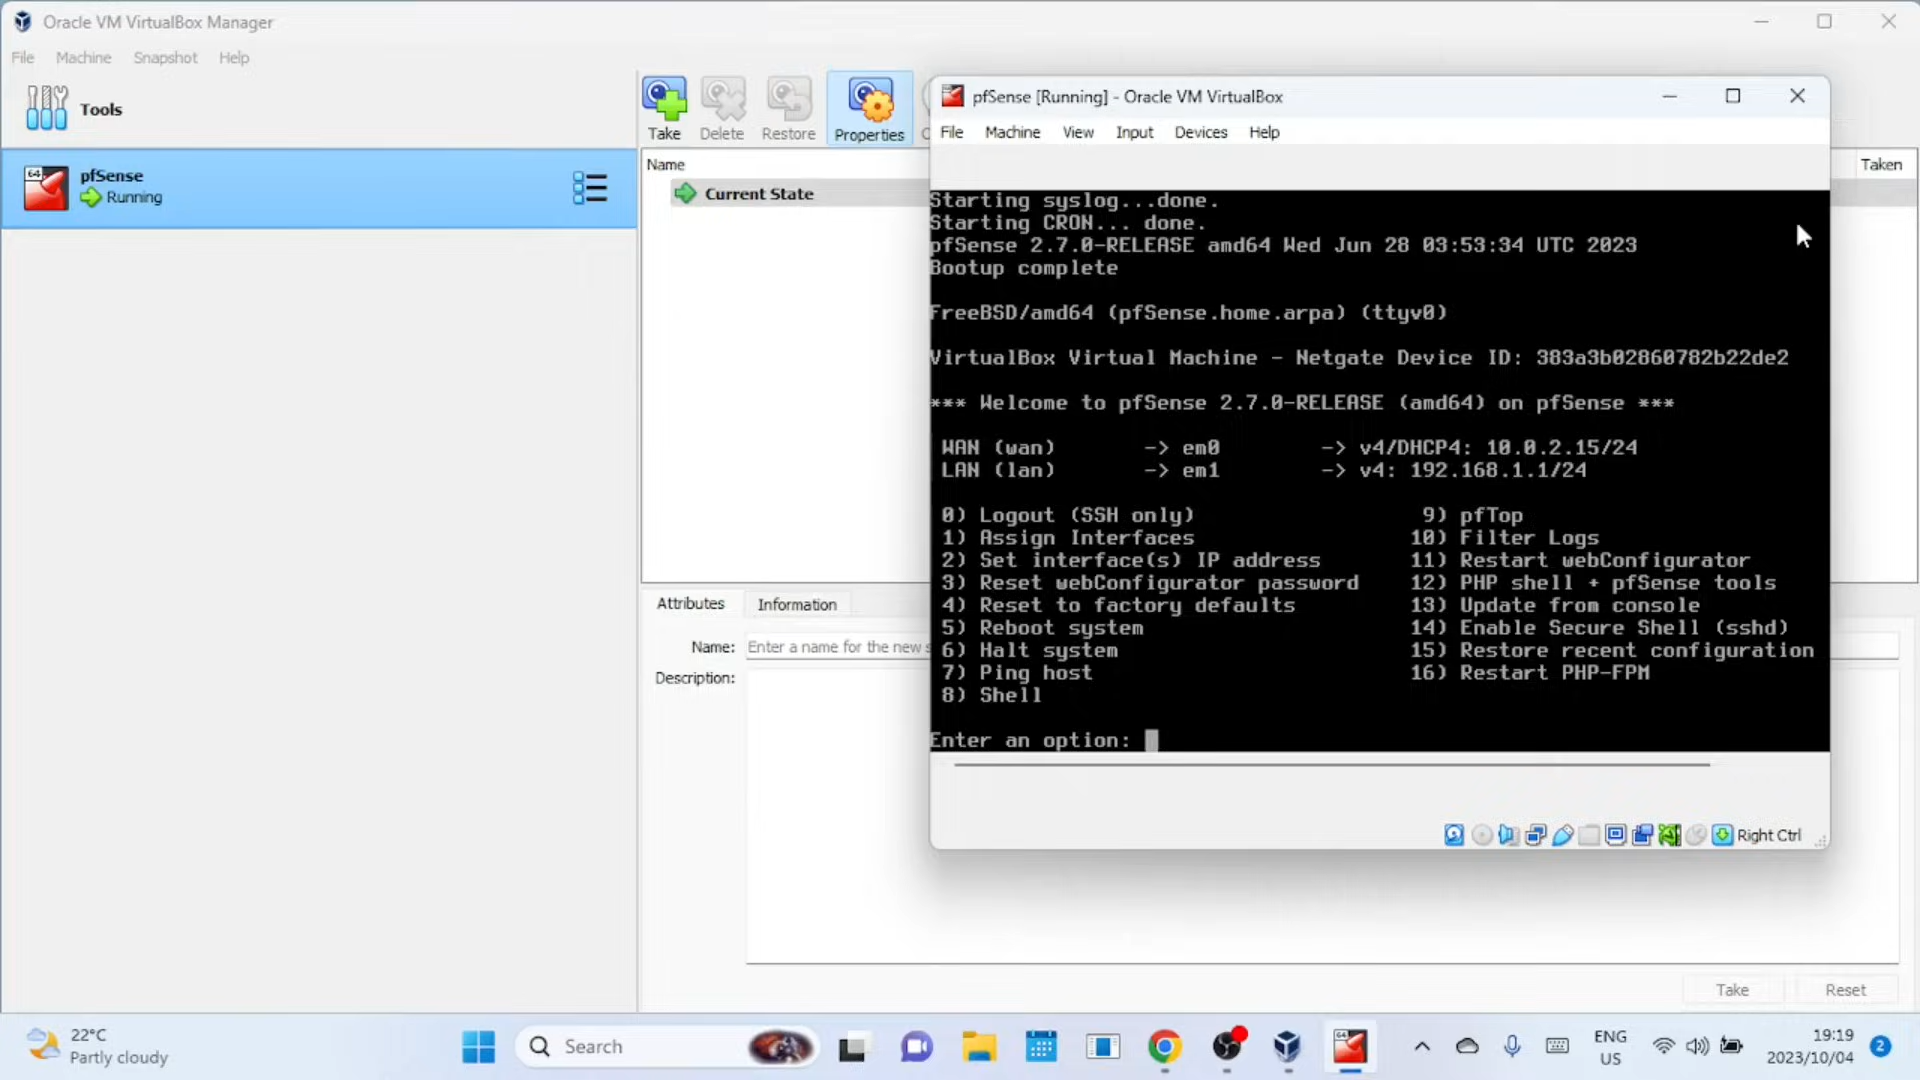 Oracle VM VirtualBox Manager
File Machine Snapshot Help
Tools
Take Delete Restore Properties
pfSense
Running
Name Taken
Current State
Attributes Information
Name: Enter a name for the new s
Description:
Take Reset
64
pfSense [Running] - Oracle VM VirtualBox
File Machine View Input Devices Help
Starting syslog...done.
Starting CRON... done.
pfSense 2.7.0-RELEASE amd64 Wed Jun 28 03:53:34 UTC 2023
Bootup complete
FreeBSD/amd64 (pfSense.home.arpa) (ttyv0)
VirtualBox Virtual Machine - Netgate Device ID: 383a3b02860782b22de2
*** Welcome to pfSense 2.7.0-RELEASE (amd64) on pfSense ***
WAN (wan) -> em0 -> v4/DHCP4: 10.0.2.15/24
LAN (lan) -> em1 -> v4: 192.168.1.1/24
0) Logout (SSH only) 9) pfTop
1) Assign Interfaces 10) Filter Logs
2) Set interface(s) IP address 11) Restart webConfigurator
3) Reset webConfigurator password 12) PHP shell + pfSense tools
4) Reset to factory defaults 13) Update from console
5) Reboot system 14) Enable Secure Shell (sshd)
6) Halt system 15) Restore recent configuration
7) Ping host 16) Restart PHP-FPM
8) Shell
Enter an option:
Right Ctrl
22°C
Partly cloudy
Search
64
ENG
US
19:19
2023/10/04
2